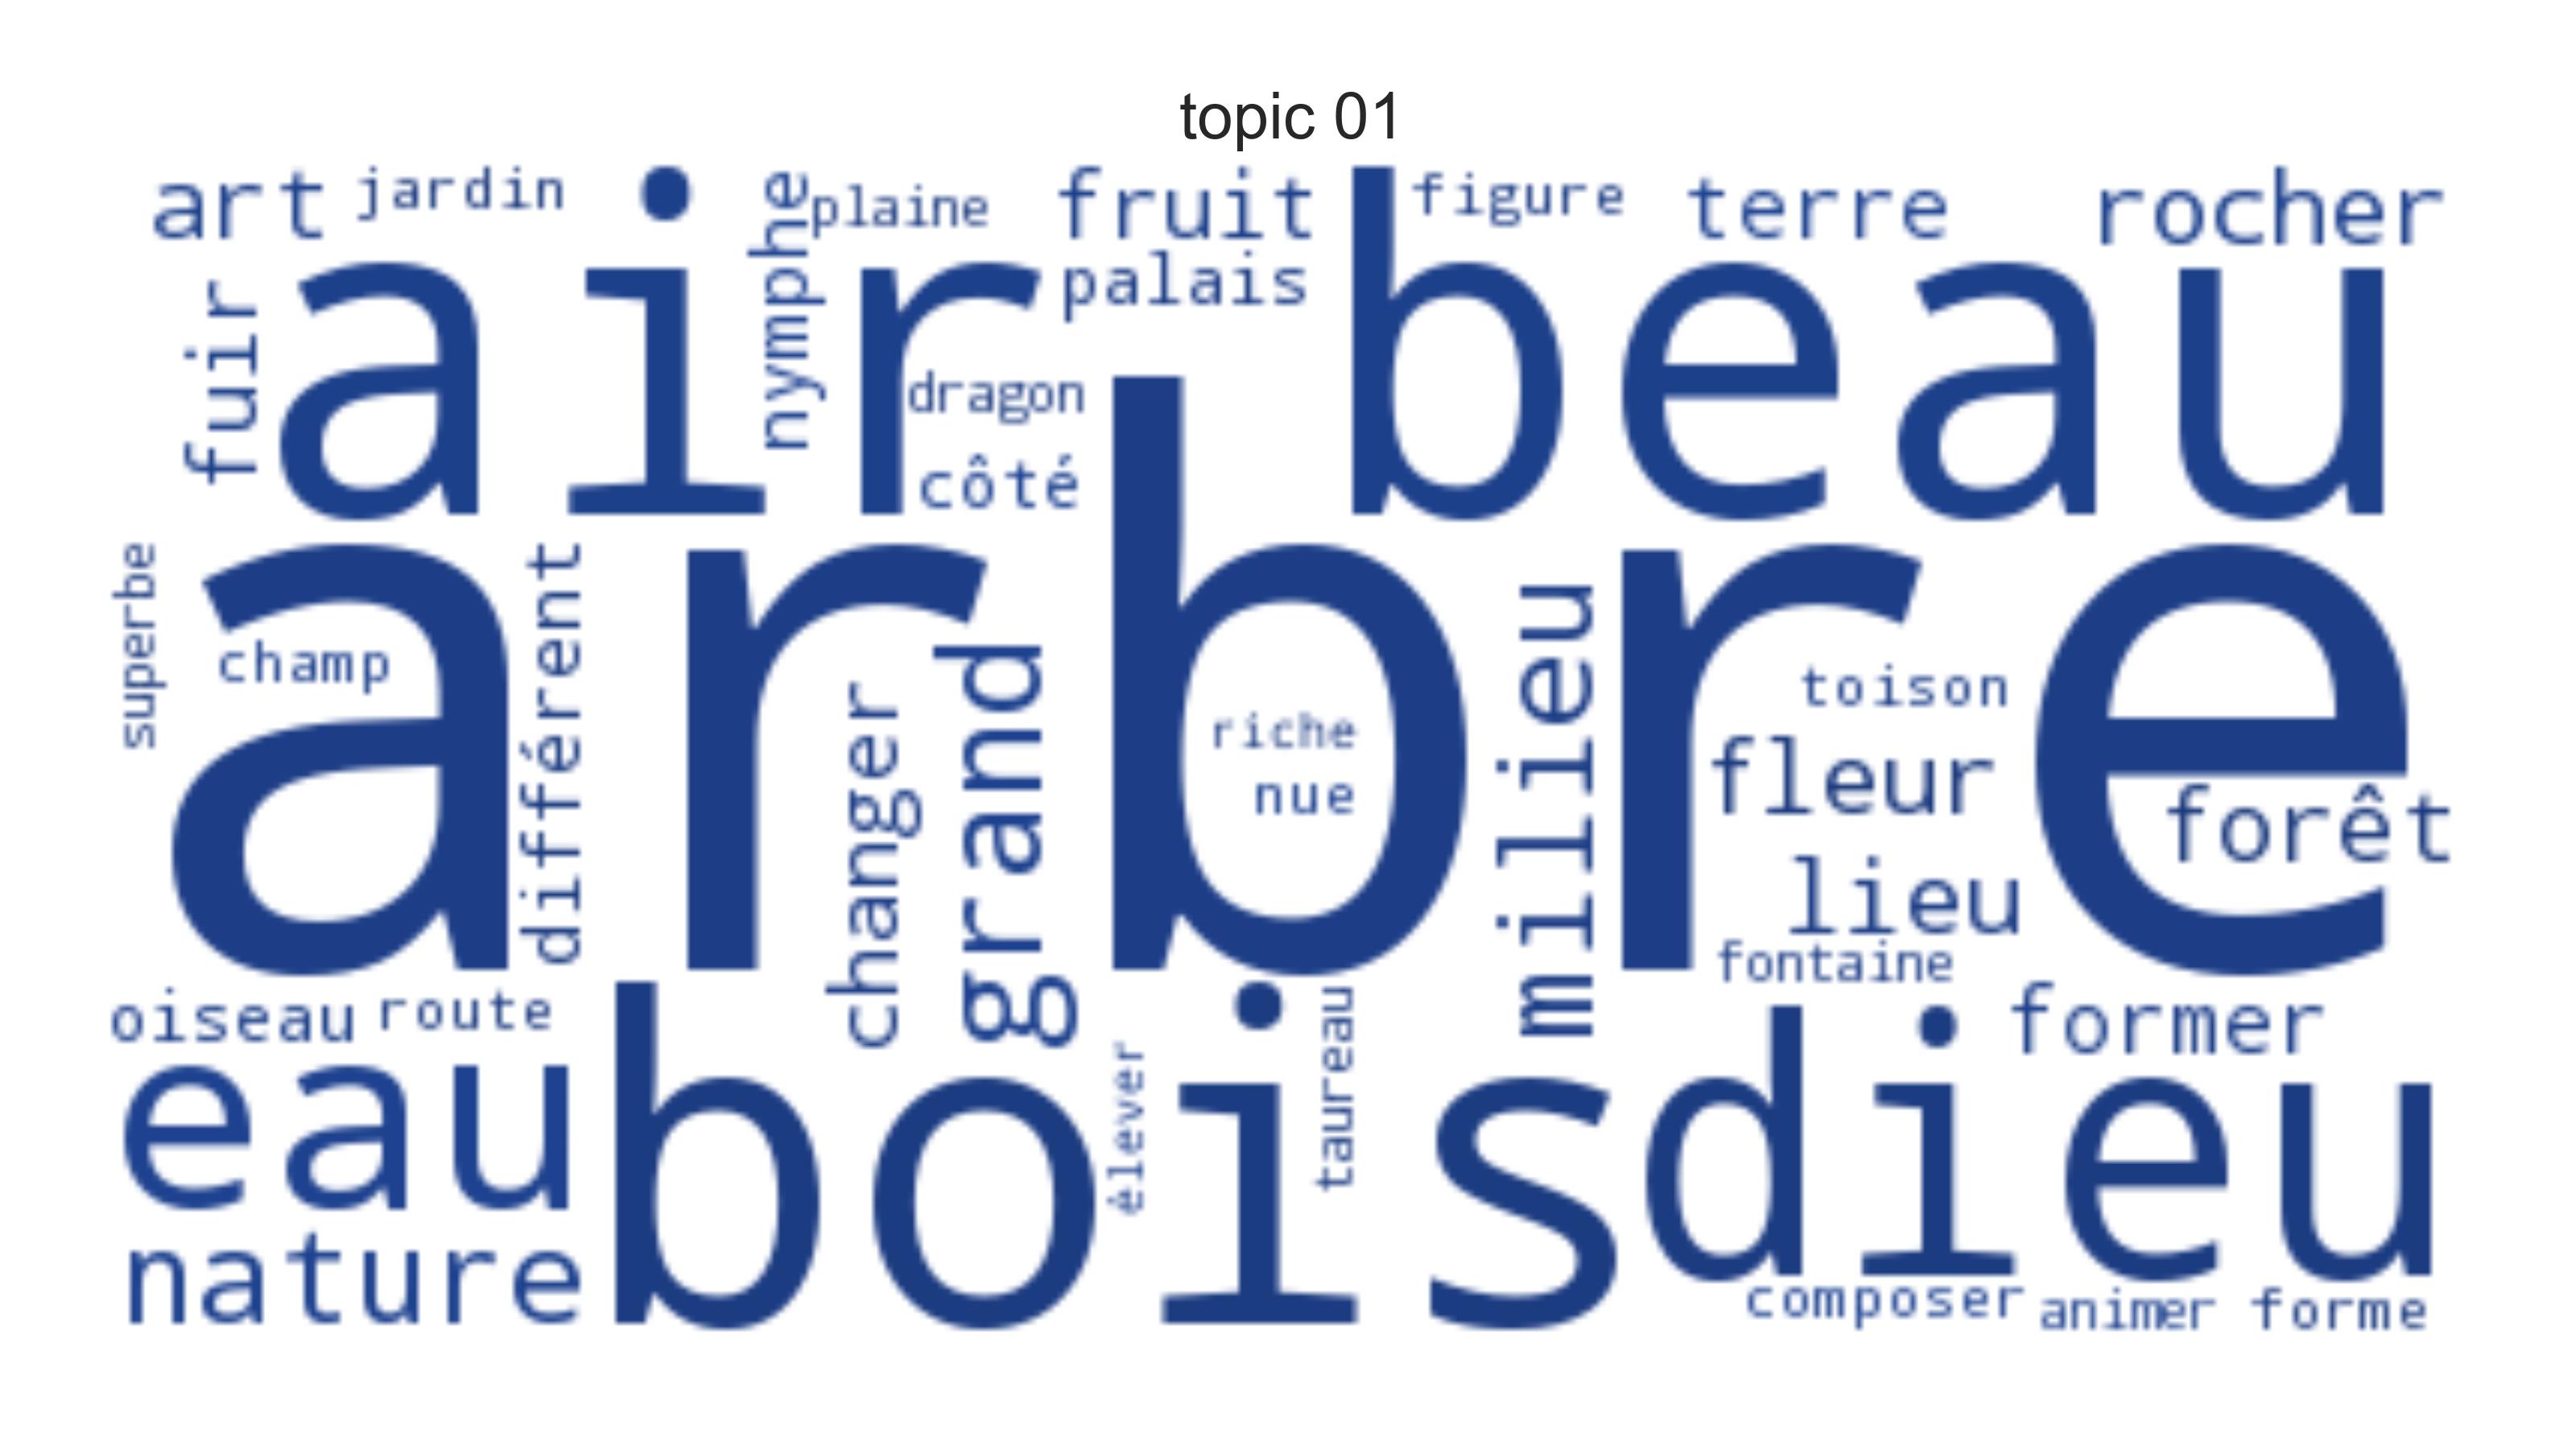 topic 01
art
jardin
nymphe
plaine
fruit
figure
terre
rocher
palais
fuir
air
beau
dragon
côté
superbe
champ
différent
arbre
changer
grand
riche
nue
milieu
toison
fleur
forêt
lieu
fontaine
oiseau
route
former
eau
bois
élever
taureau
dieu
nature
composer
animer
forme